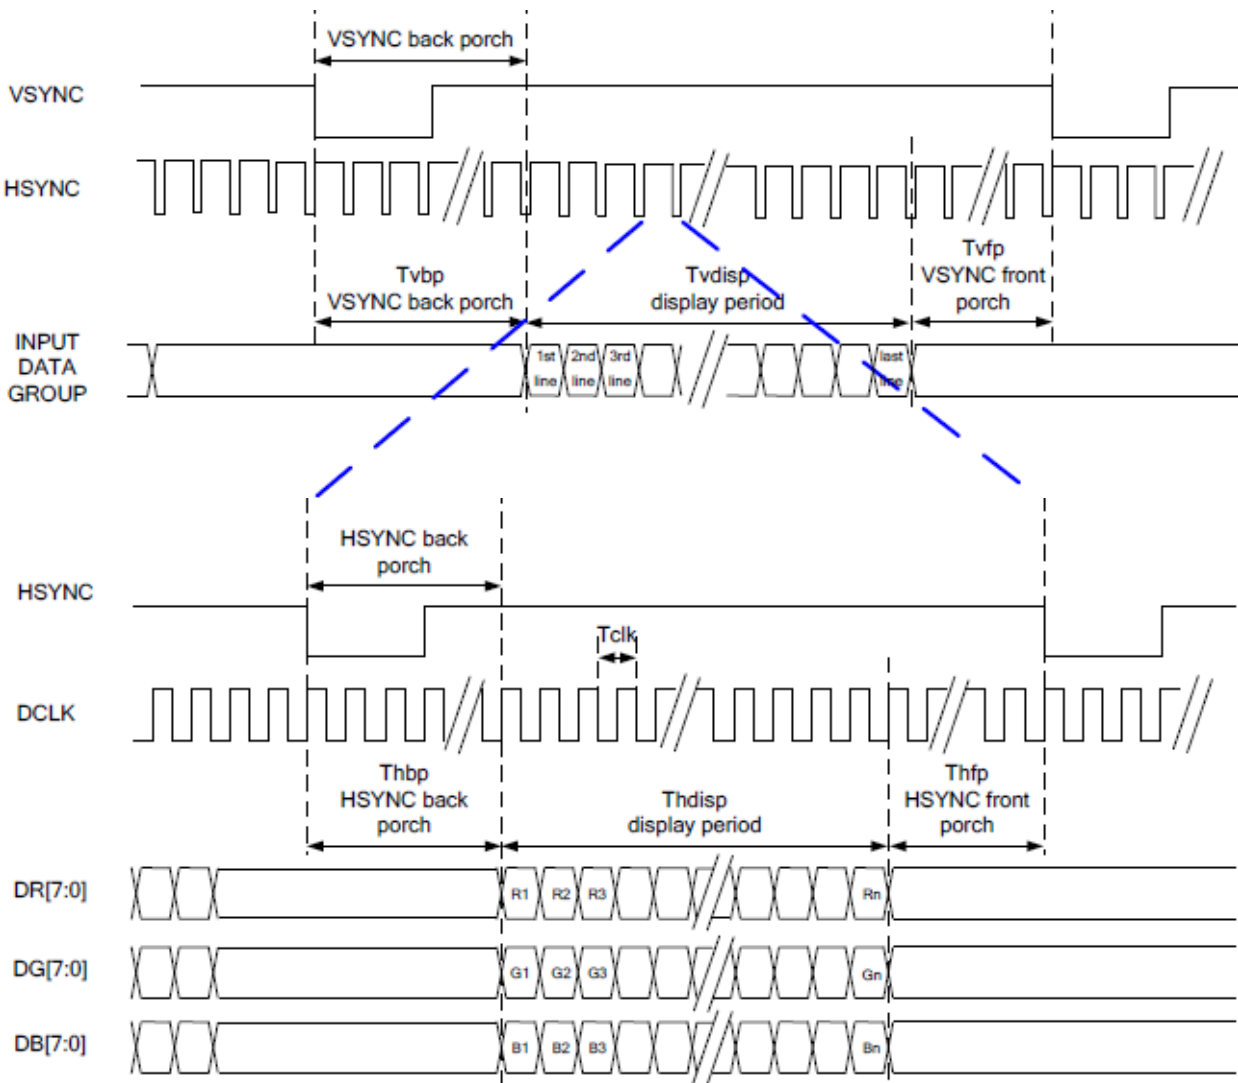 VSYNC back porch
VSYNC
HSYNC
Tvbp
VSYNC back porch
Tvdisp
display period
Tvfp
VSYNC front
porch
INPUT
DATA
GROUP
1st
line
2nd
line
3rd
line
last
line
HSYNC back
porch
HSYNC
Tclk
DCLK
Thbp
HSYNC back
porch
Thdisp
display period
Thfp
HSYNC front
porch
DR[7:0]
R1 R2 R3 Rn
DG[7:0]
G1 G2 G3 Gn
DB[7:0]
B1 B2 B3 Bn